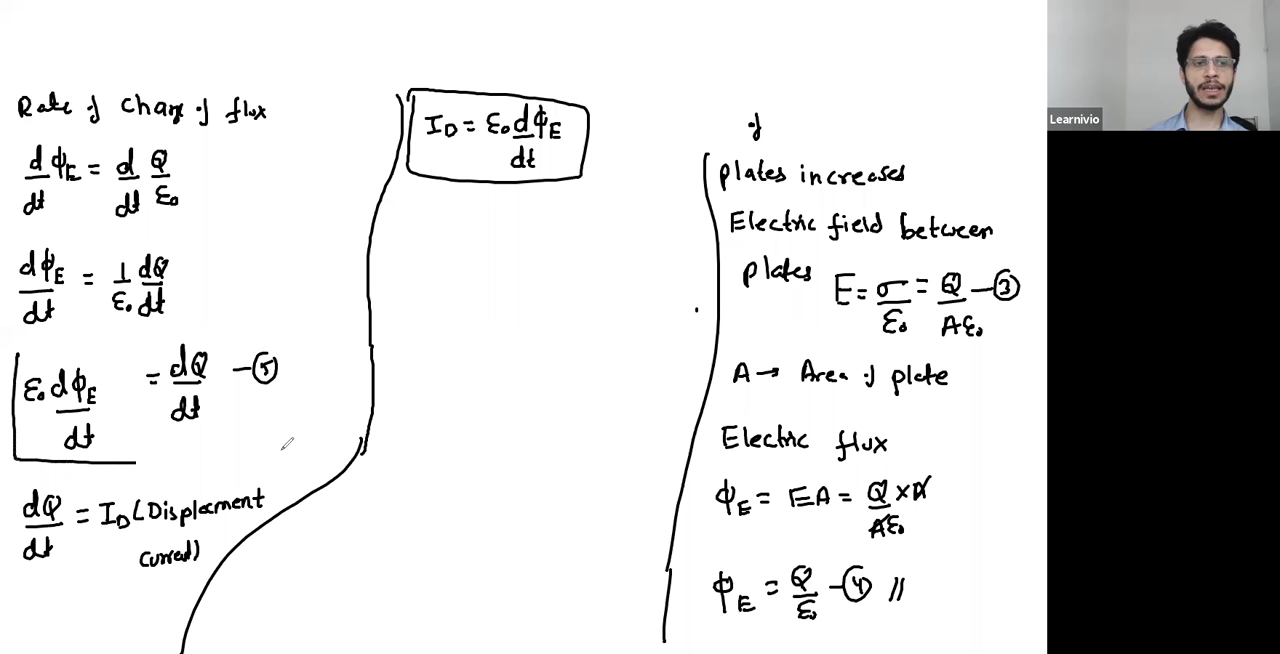 Rate of change of flux
d/dt ϕE = d/dt Q/ε₀
dϕE/dt = 1/ε₀ dQ/dt
ε₀ dϕE/dt = dQ/dt —⑤
dQ/dt = ID (Displacment
current)
ID = ε₀ dϕE/dt
of
plates increases
Electric field between
plates E = σ/ε₀ = Q/Aε₀ —③
A → Area of plate
Electric flux
ϕE = EA = Q/Aε₀ × A
ϕE = Q/ε₀ —④ //
Learnivio